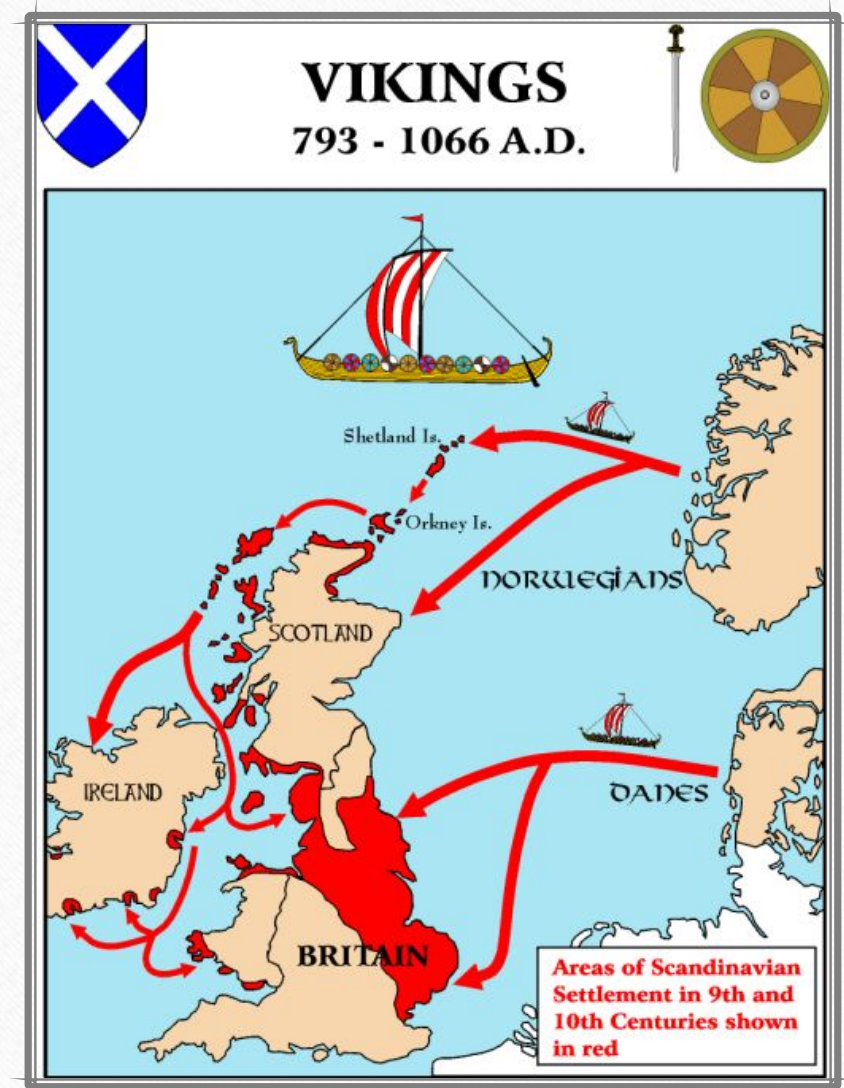 VIKINGS
793 - 1066 A.D.
Shetland Is.
Orkney Is.
NORWEGIANS
SCOTLAND
IRELAND
DANES
BRITAIN
Areas of Scandinavian
Settlement in 9th and
10th Centuries shown
in red